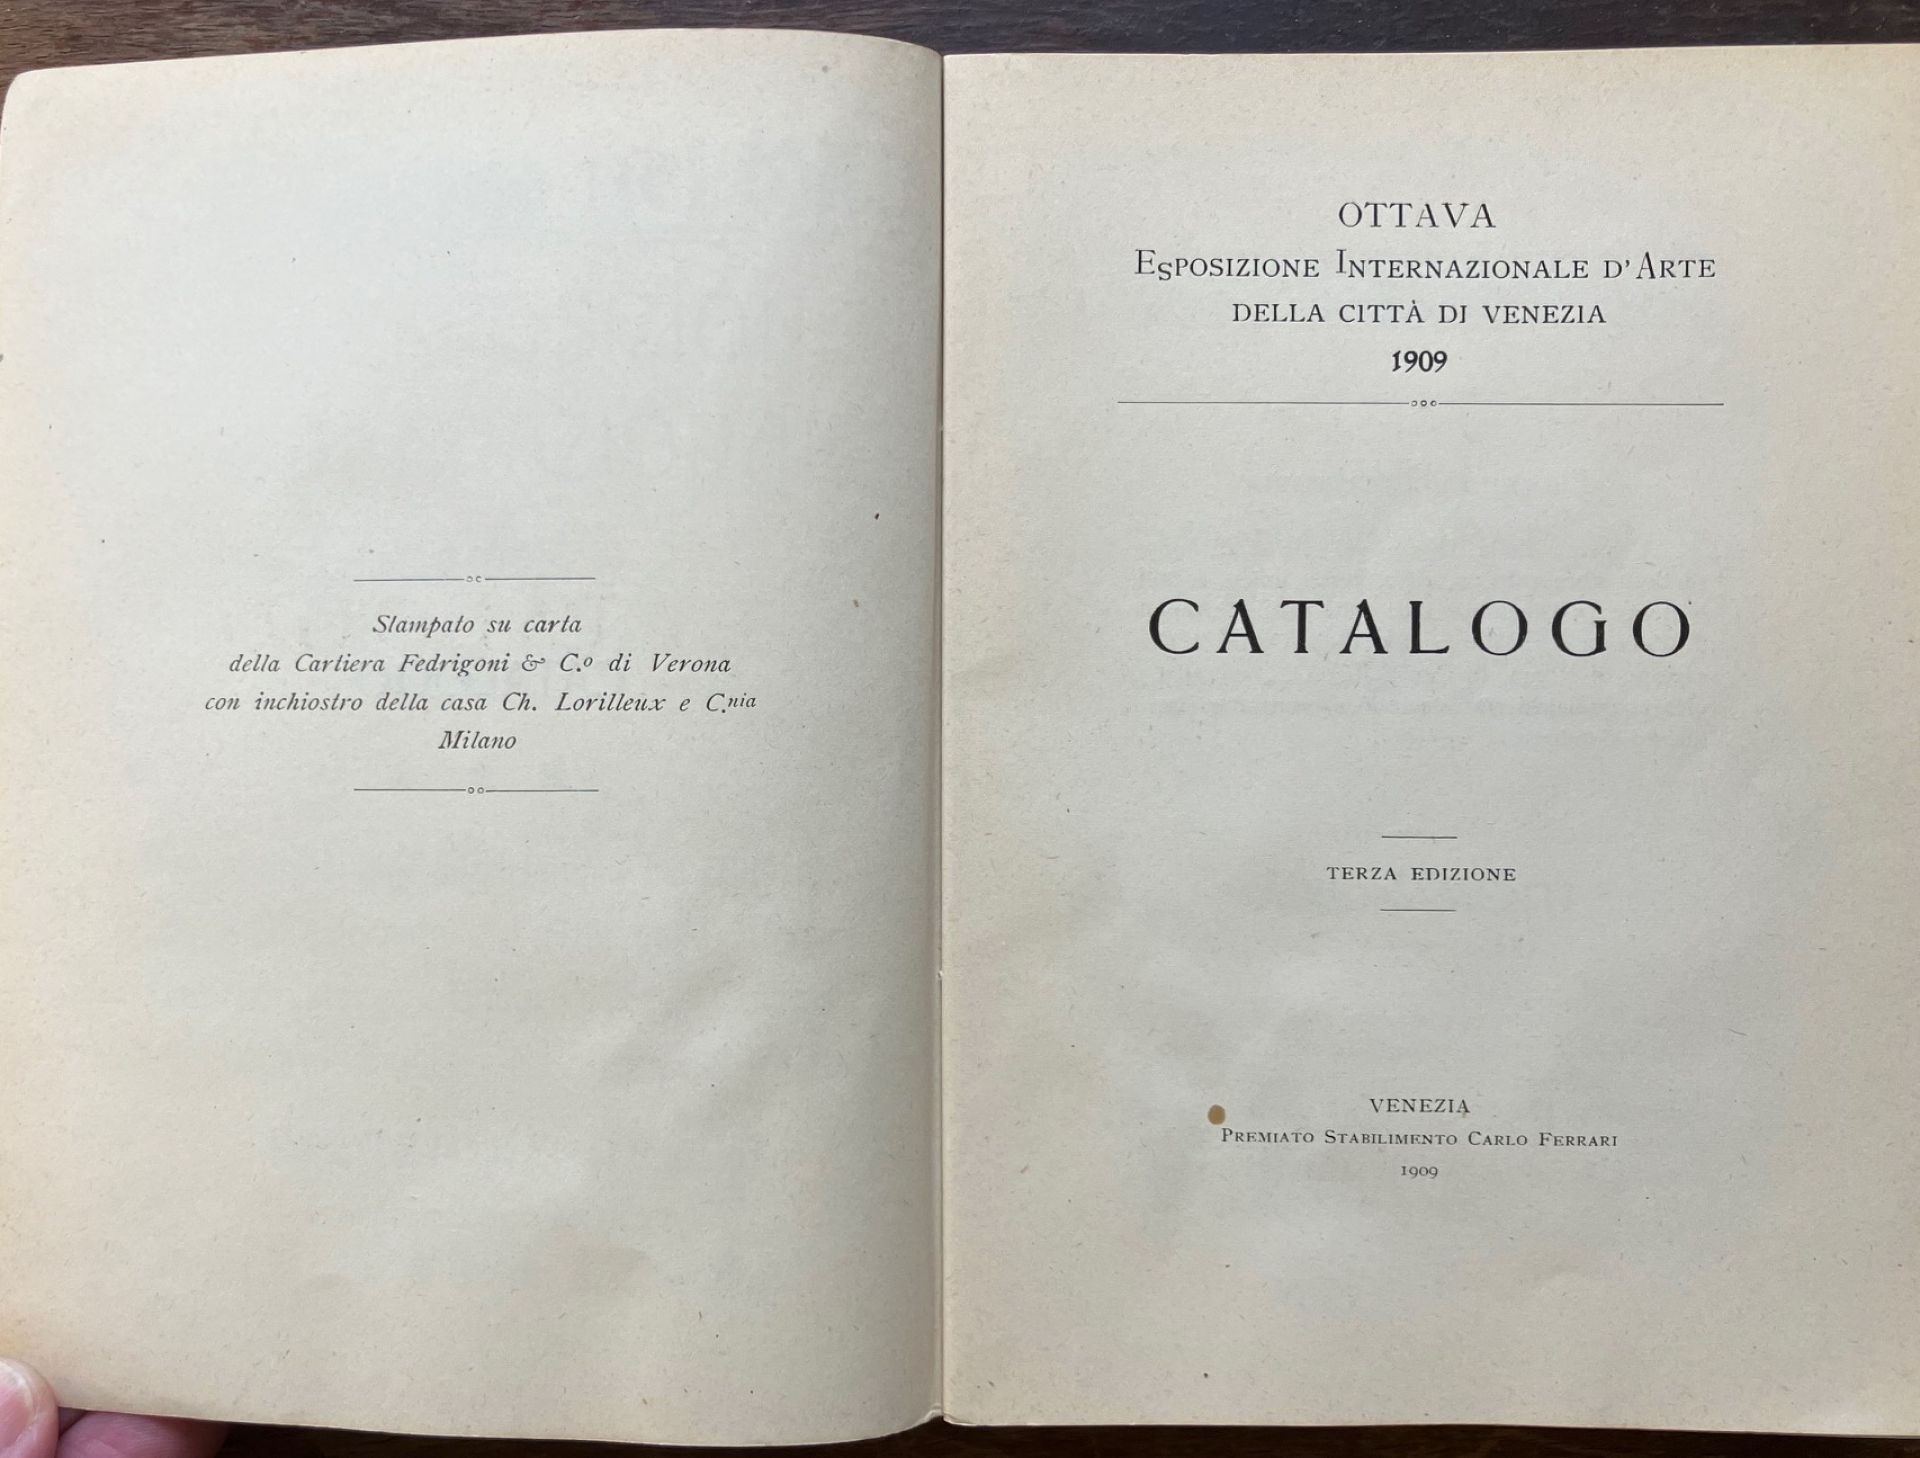 Stampato su carta
della Cartiera Fedrigoni & C.º di Verona
con inchiostro della casa Ch. Lorilleux e C.nia
Milano
OTTAVA
Esposizione Internazionale d'Arte
DELLA CITTÀ DI VENEZIA
1909
CATALOGO
TERZA EDIZIONE
VENEZIA
Premiato Stabilimento Carlo Ferrari
1909